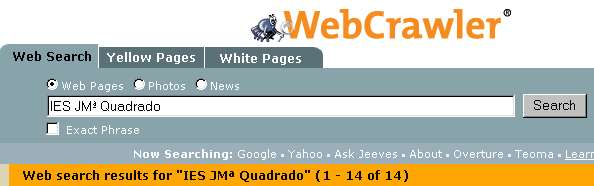 WebCrawler®
Web Search Yellow Pages White Pages
Web Pages Photos News
IES JMª Quadrado Search
Exact Phrase
Now Searching: Google • Yahoo • Ask Jeeves • About • Overture • Teoma • Learn
Web search results for "IES JMª Quadrado" (1 - 14 of 14)